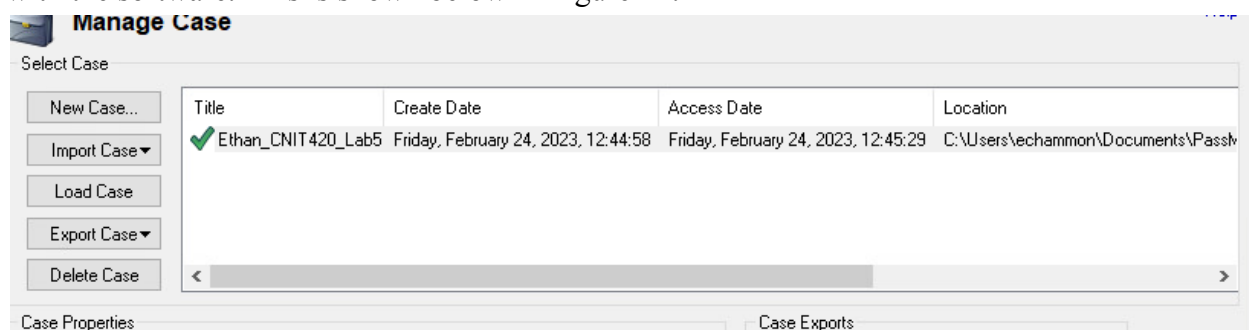 Manage Case
Select Case
New Case...
Title Create Date Access Date Location
Ethan_CNIT420_Lab5 Friday, February 24, 2023, 12:44:58 Friday, February 24, 2023, 12:45:29 C:\Users\echammon\Documents\Pass
Import Case
Load Case
Export Case
Delete Case
Case Properties Case Exports